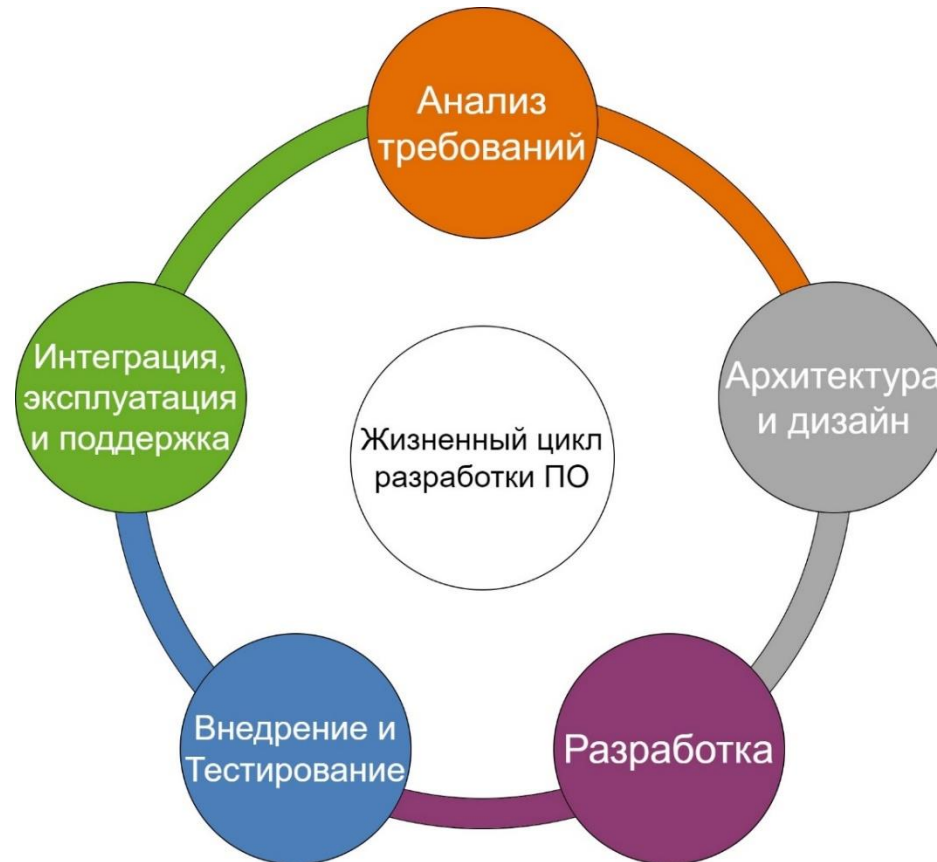 Анализ
требований
Архитектура
и дизайн
Разработка
Внедрение и
Тестирование
Интеграция,
эксплуатация
и поддержка
Жизненный цикл
разработки ПО